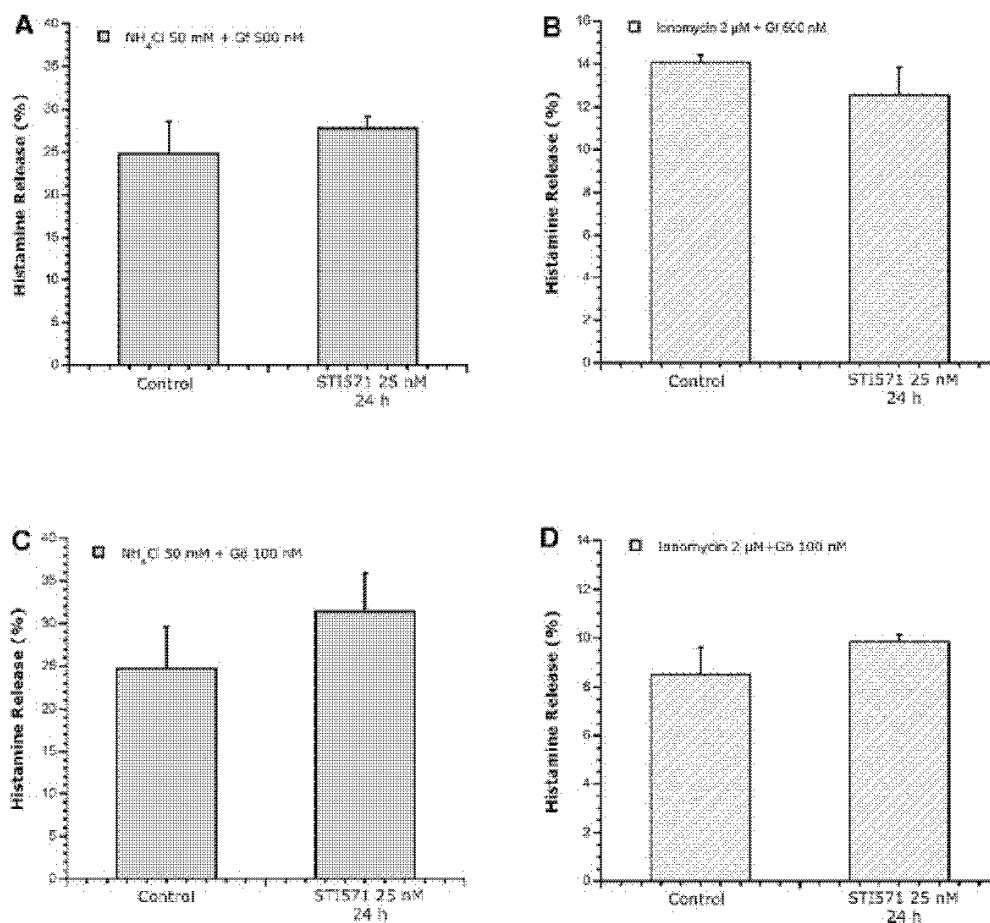 A
NH4Cl 50 mM + Gf 500 nM
Histamine Release (%)
40
35
30
25
20
15
10
5
0
Control
STI571 25 nM
24 h
B
Ionomycin 2 µM + Gf 500 nM
Histamine Release (%)
16
14
12
10
8
6
4
2
0
Control
STI571 25 nM
24 h
C
NH4Cl 50 mM + Gö 100 nM
Histamine Release (%)
40
35
30
25
20
15
10
5
0
Control
STI571 25 nM
24 h
D
Ionomycin 2 µM+Gö 100 nM
Histamine Release (%)
14
12
10
8
6
4
2
0
Control
STI571 25 nM
24 h